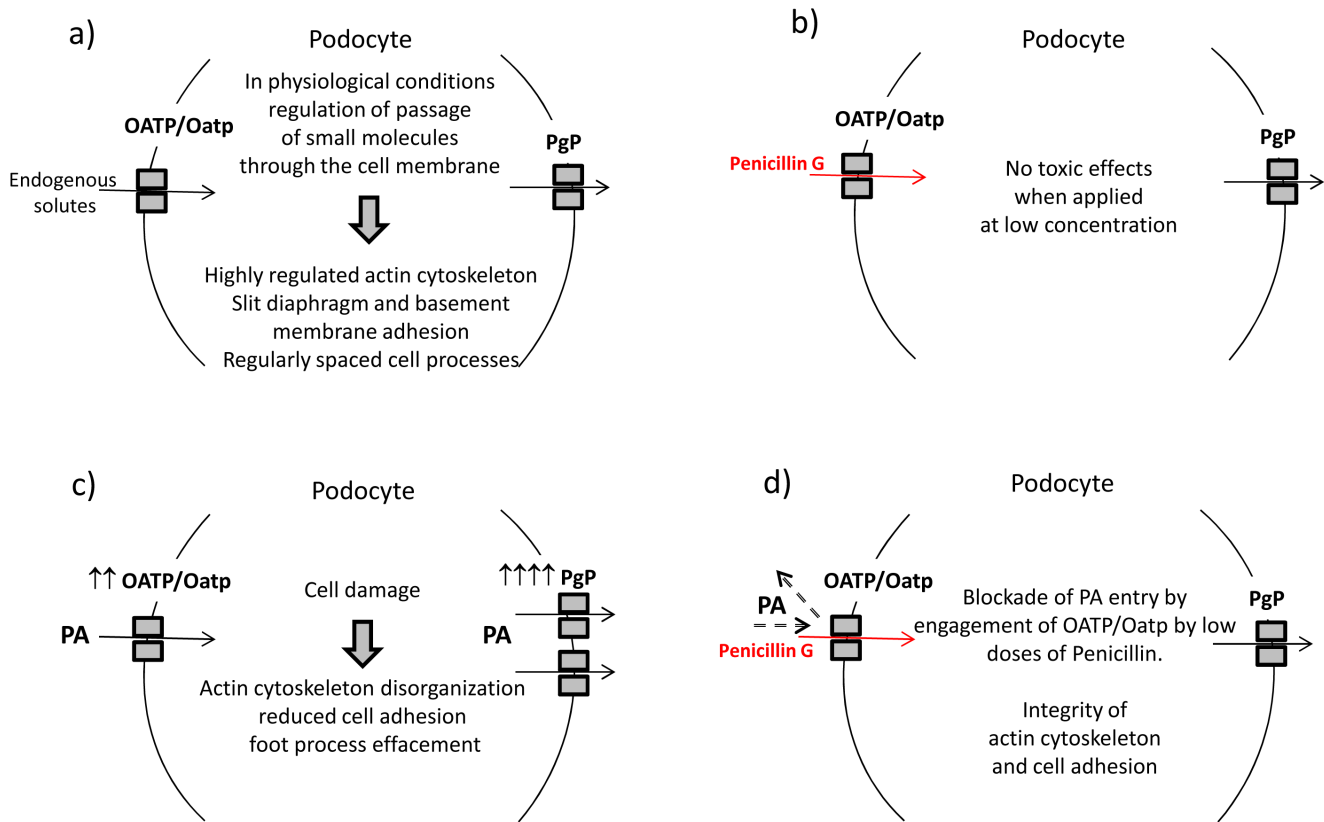 a)
Podocyte
In physiological conditions
regulation of passage
of small molecules
through the cell membrane
OATP/Oatp
PgP
Endogenous
solutes
Highly regulated actin cytoskeleton
Slit diaphragm and basement
membrane adhesion
Regularly spaced cell processes
b)
Podocyte
OATP/Oatp
PgP
Penicillin G
No toxic effects
when applied
at low concentration
c)
Podocyte
↑↑ OATP/Oatp
Cell damage
↑↑↑↑ PgP
PA
PA
Actin cytoskeleton disorganization
reduced cell adhesion
foot process effacement
d)
Podocyte
OATP/Oatp
PA
Penicillin G
PgP
Blockade of PA entry by
engagement of OATP/Oatp by low
doses of Penicillin.
Integrity of
actin cytoskeleton
and cell adhesion